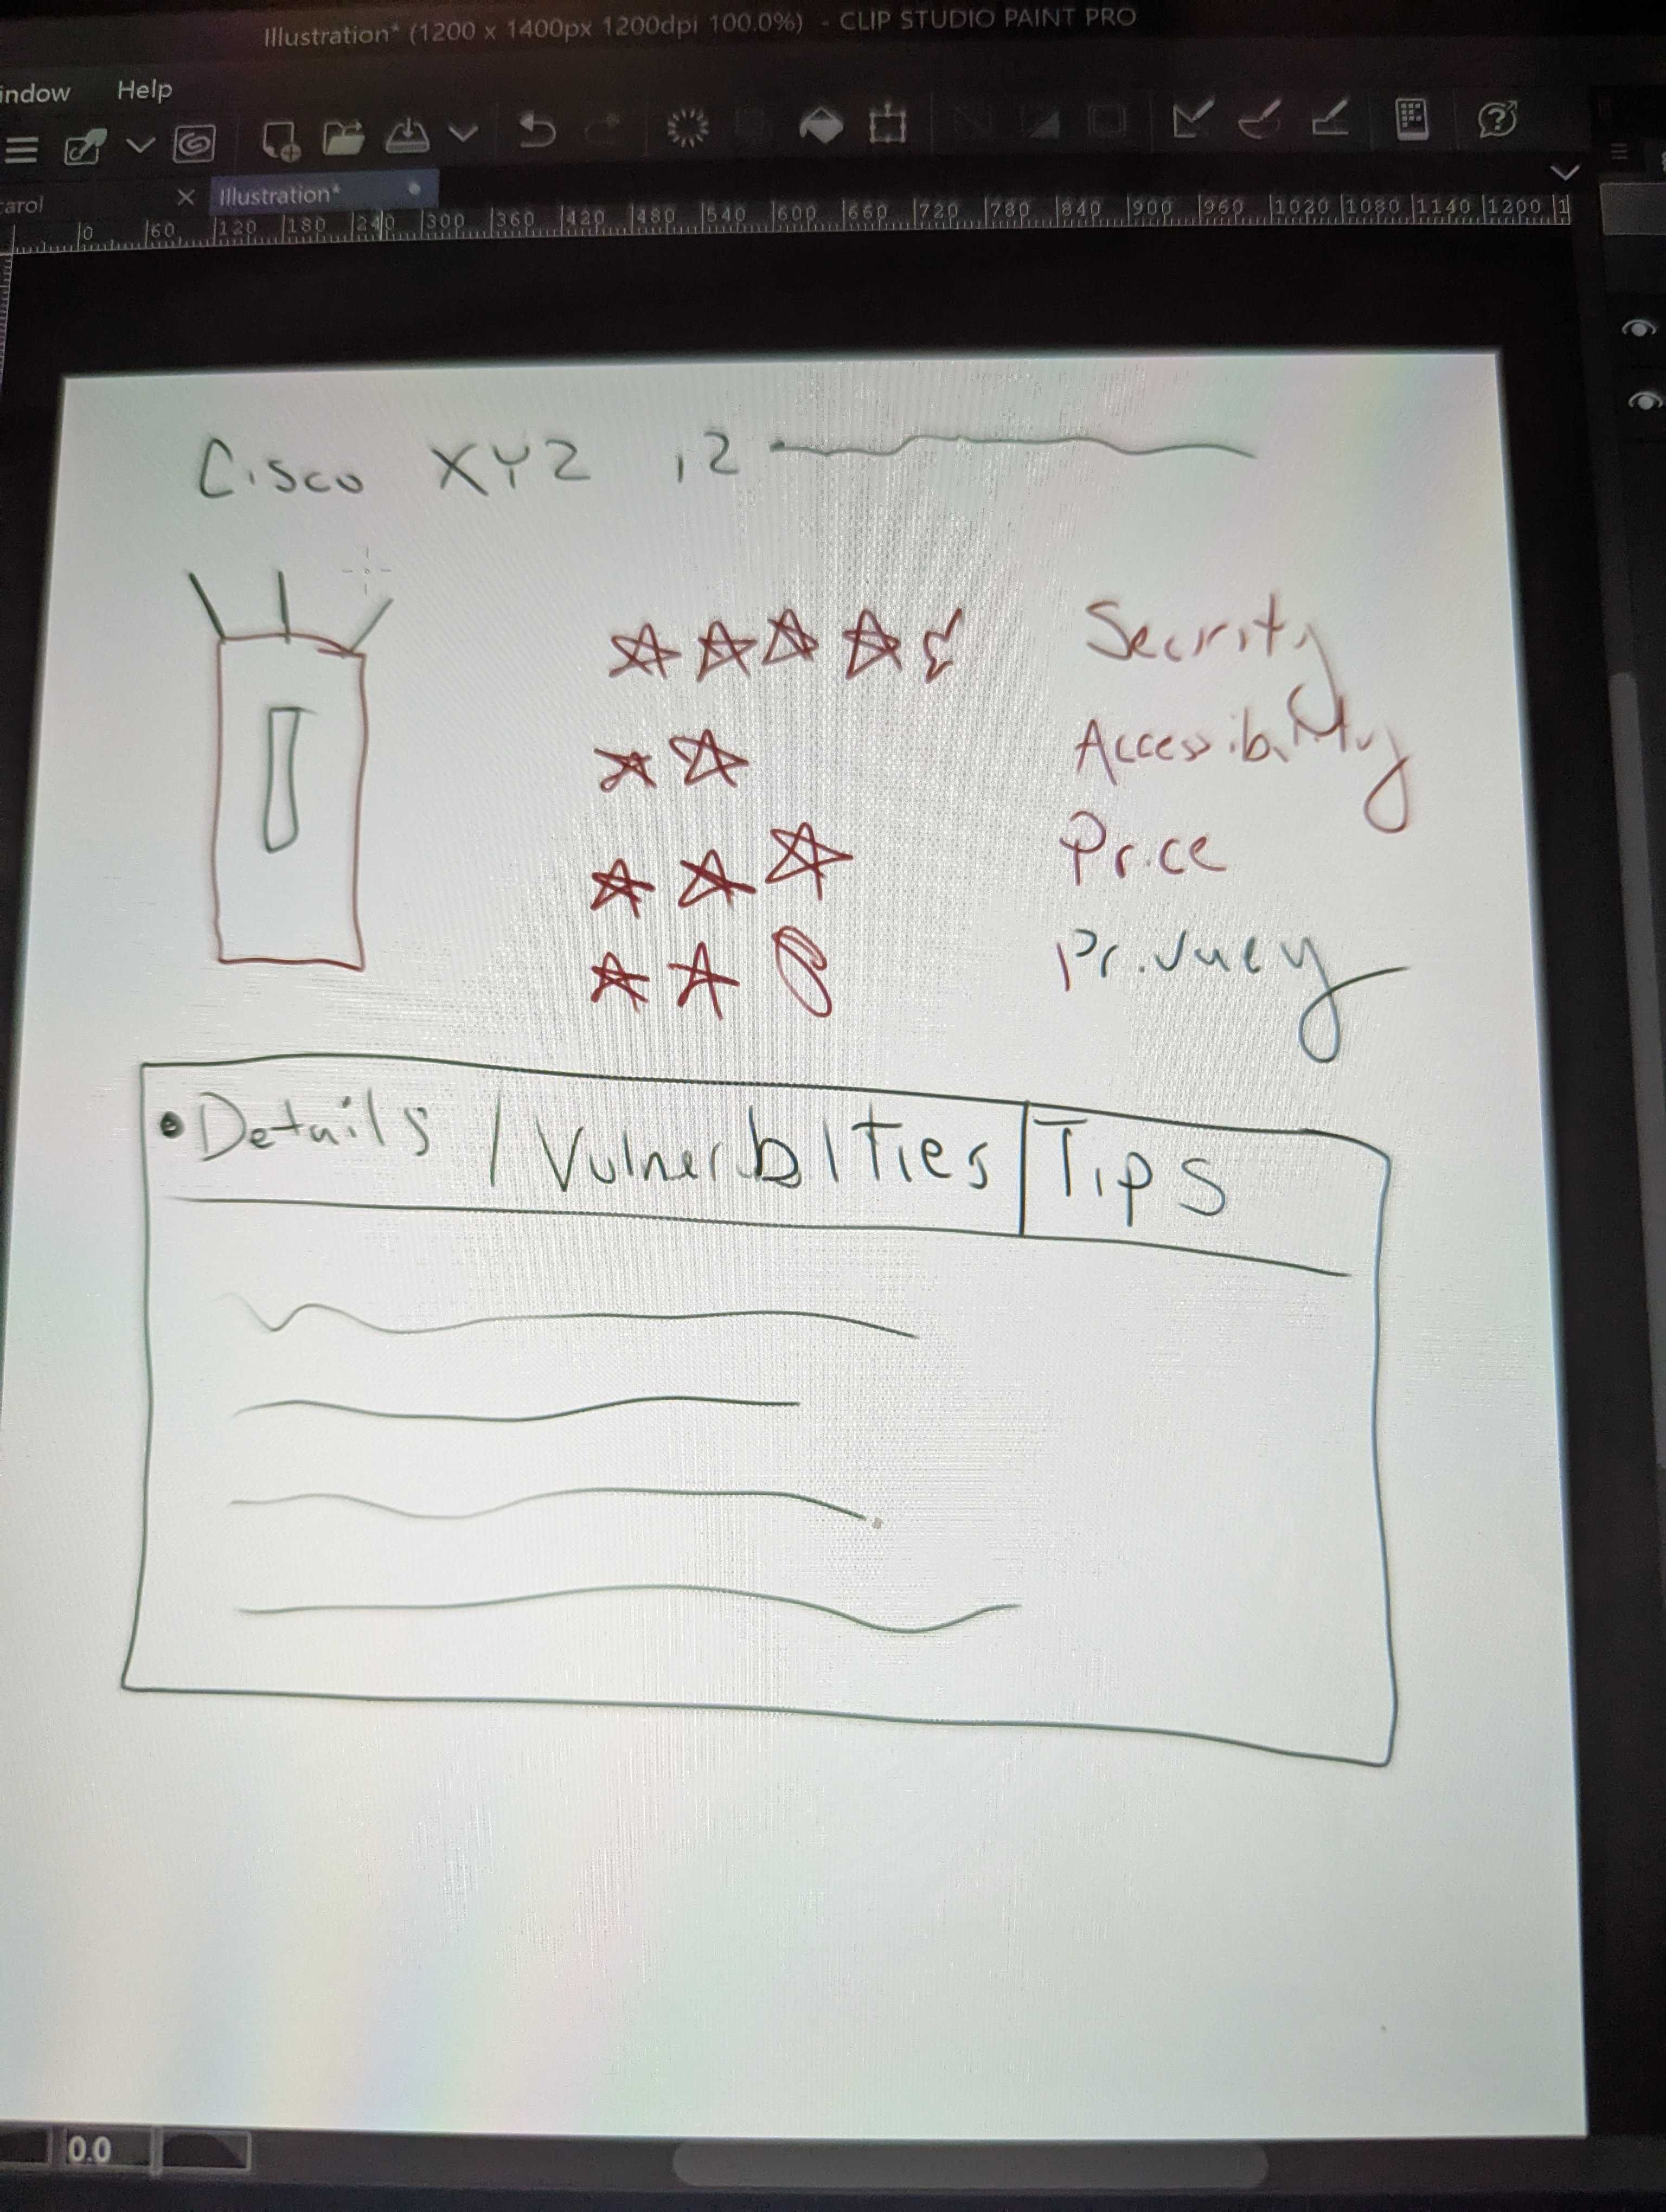 Illustration* (1200 x 1400px 1200dpi 100.0%) - CLIP STUDIO PAINT PRO
indow Help
arol Illustration*
0 60 120 180 240 300 360 420 480 540 600 660 720 780 840 900 960 1020 1080 1140 1200 1
Cisco XYZ 12
Security
Accessibility
Price
Privacy
Details / Vulnerbities | Tips
0.0